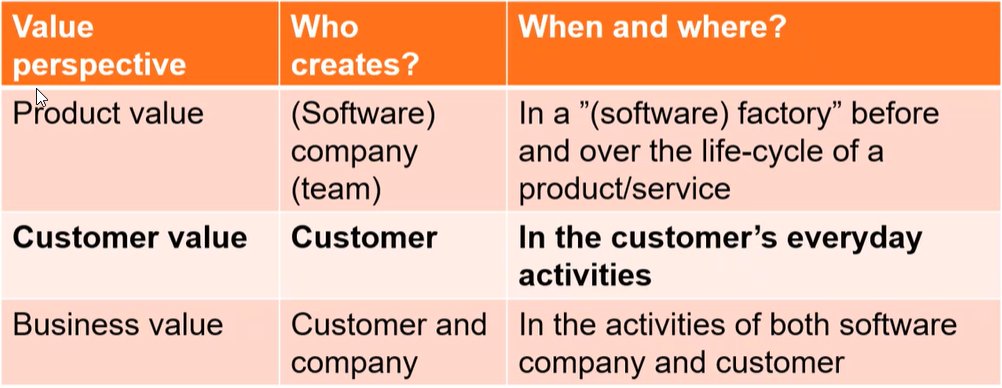 Value perspective
Who creates?
When and where?
Product value
(Software) company (team)
In a ”(software) factory” before and over the life-cycle of a product/service
Customer value
Customer
In the customer’s everyday activities
Business value
Customer and company
In the activities of both software company and customer